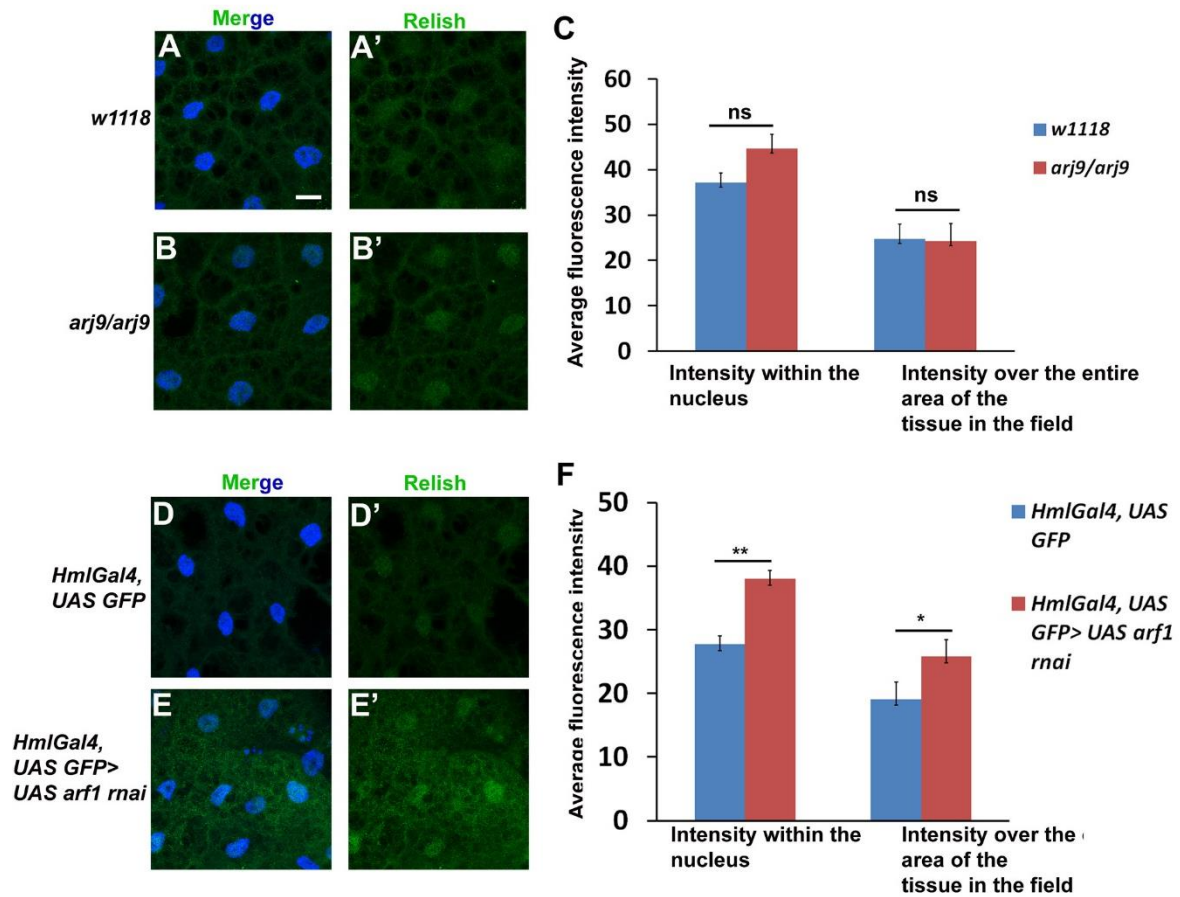 Merge
Relish
w1118
A
A'
arj9/arj9
B
B'
C
Average fluorescence intensity
60
50
40
30
20
10
0
ns
ns
w1118
arj9/arj9
Intensity within the
nucleus
Intensity over the entire
area of the
tissue in the field
Merge
Relish
HmlGal4,
UAS GFP
D
D'
HmlGal4,
UAS GFP>
UAS arf1 rnai
E
E'
F
Average fluorescence intensity
50
40
30
20
10
0
**
*
HmlGal4, UAS
GFP
HmlGal4, UAS
GFP> UAS arf1
rnai
Intensity within the
nucleus
Intensity over the
area of the
tissue in the field